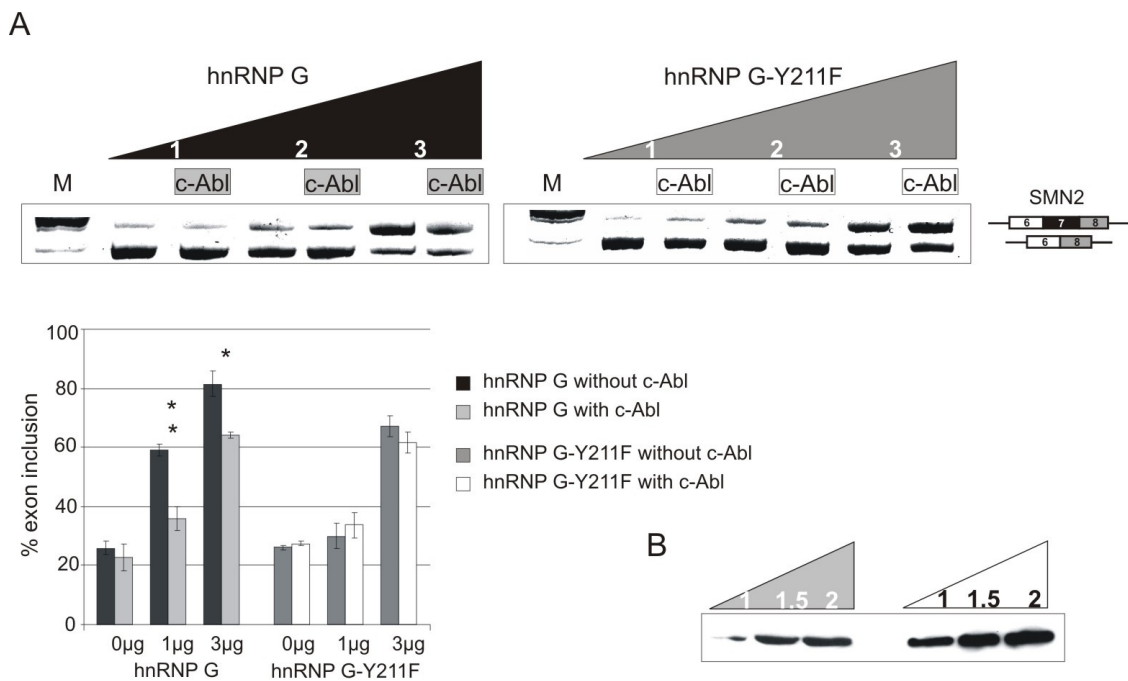 A
hnRNP G
hnRNP G-Y211F
1 2 3
1 2 3
M c-Abl c-Abl c-Abl
M c-Abl c-Abl c-Abl
SMN2
6 7 8
6 8
% exon inclusion
100
80
60
40
20
0
*
*
*
0µg 1µg 3µg 0µg 1µg 3µg
hnRNP G hnRNP G-Y211F
hnRNP G without c-Abl
hnRNP G with c-Abl
hnRNP G-Y211F without c-Abl
hnRNP G-Y211F with c-Abl
B
1 1.5 2
1 1.5 2